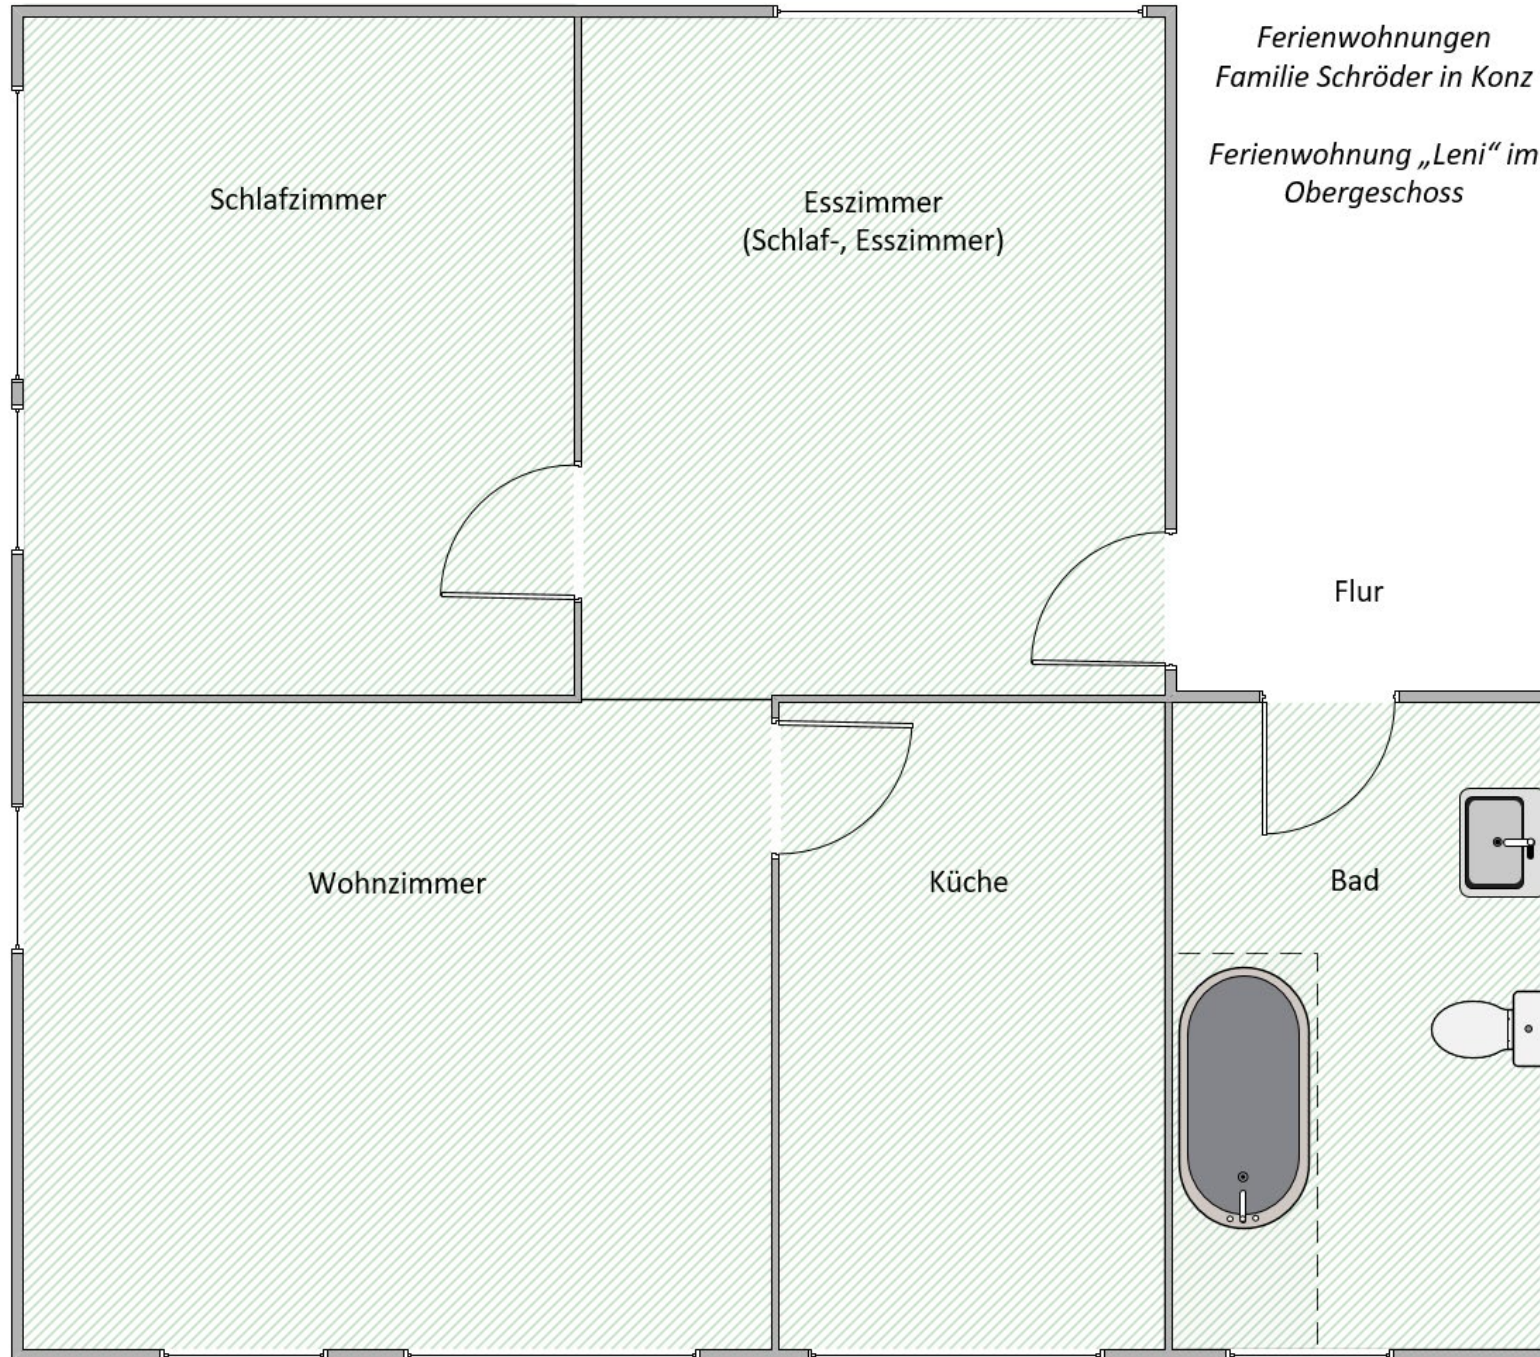 Ferienwohnungen
Familie Schröder in Konz
Ferienwohnung „Leni“ im
Obergeschoss
Schlafzimmer
Esszimmer
(Schlaf-, Esszimmer)
Flur
Wohnzimmer
Küche
Bad